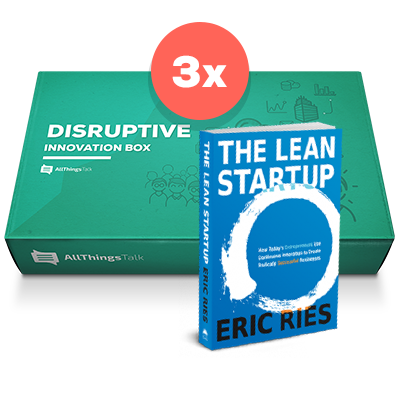 3x
DISRUPTIVE
INNOVATION BOX
AllThingsTalk
AllThingsTalk
THE LEAN STARTUP ERIC RIES
THE LEAN
STARTUP
How Today's Entrepreneurs Use
Continuous Innovation to Create
Radically Successful Businesses
ERIC RIES